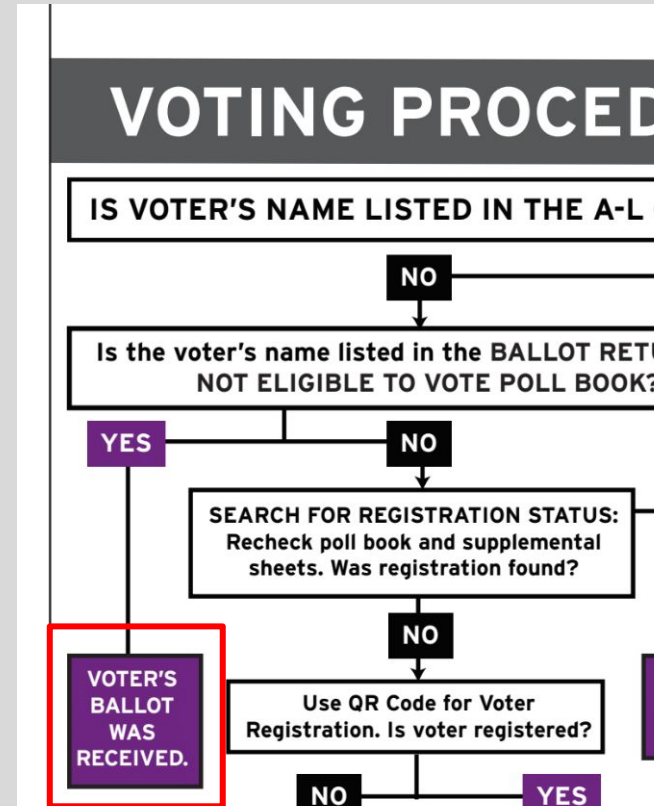 VOTING PROCED
IS VOTER'S NAME LISTED IN THE A-L
NO
Is the voter's name listed in the BALLOT RETU
NOT ELIGIBLE TO VOTE POLL BOOK?
YES
NO
SEARCH FOR REGISTRATION STATUS:
Recheck poll book and supplemental
sheets. Was registration found?
NO
VOTER'S
BALLOT
WAS
RECEIVED.
Use QR Code for Voter
Registration. Is voter registered?
NO
YES